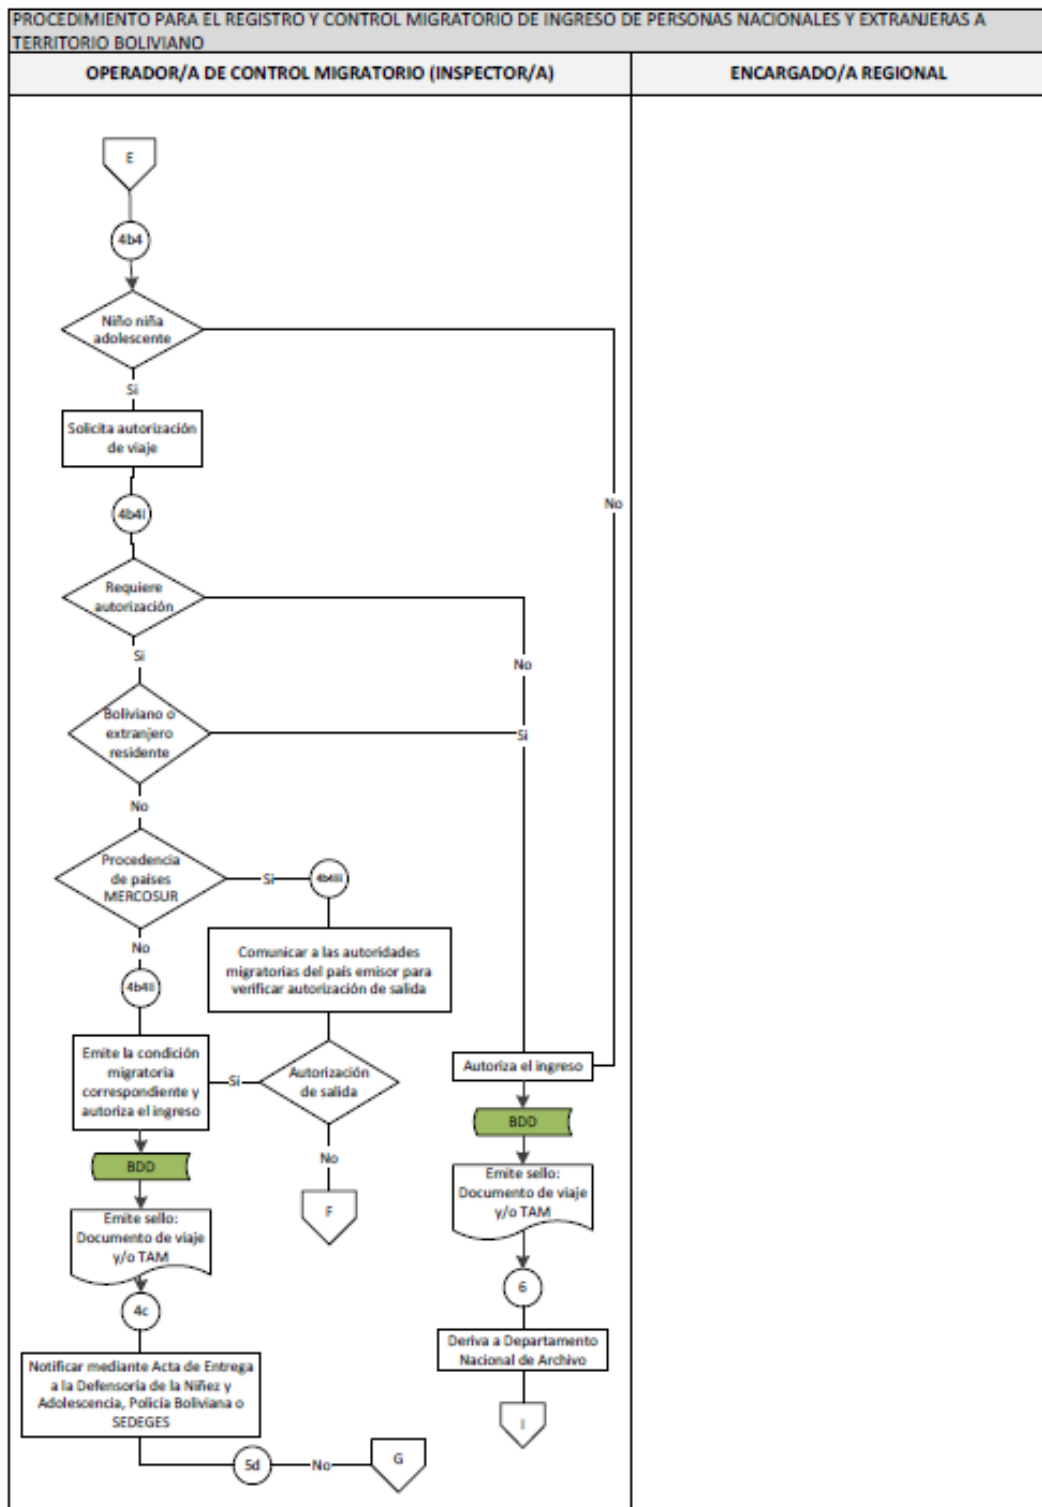 PROCEDIMIENTO PARA EL REGISTRO Y CONTROL MIGRATORIO DE INGRESO DE PERSONAS NACIONALES Y EXTRANJERAS A
TERRITORIO BOLIVIANO
OPERADOR/A DE CONTROL MIGRATORIO (INSPECTOR/A)
ENCARGADO/A REGIONAL
E
4b4
Niño niña
adolescente
Si
Solicita autorización
de viaje
No
4b4I
Requiere
autorización
Si
No
Boliviano o
extranjero
residente
Si
No
Procedencia
de países
MERCOSUR
Si
4b4III
No
4b4II
Comunicar a las autoridades
migratorias del país emisor para
verificar autorización de salida
Emite la condición
migratoria
correspondiente y
autoriza el ingreso
Si
Autorización
de salida
Autoriza el ingreso
BDD
No
BDD
Emite sello:
Documento de viaje
y/o TAM
F
Emite sello:
Documento de viaje
y/o TAM
4c
6
Notificar mediante Acta de Entrega
a la Defensoría de la Niñez y
Adolescencia, Policía Boliviana o
SEDEGES
Deriva a Departamento
Nacional de Archivo
I
5d
No
G